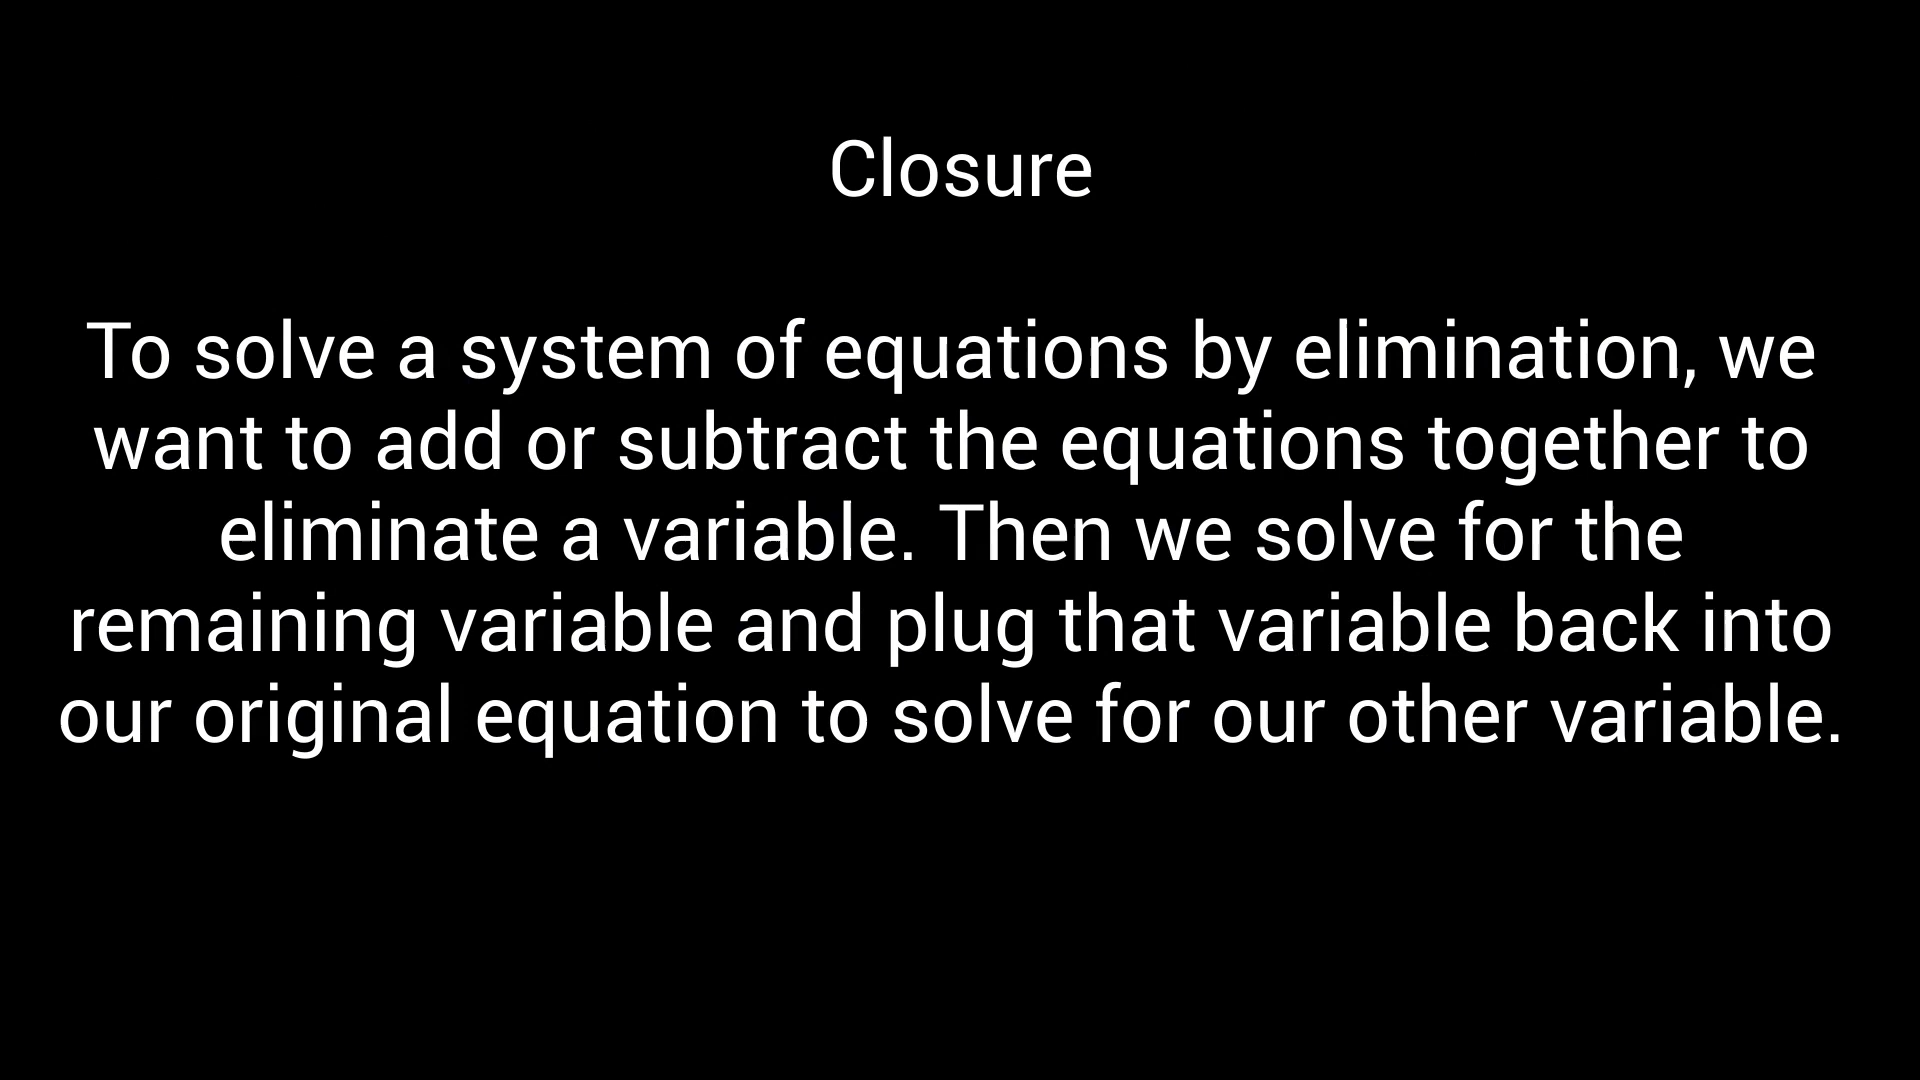 Closure
To solve a system of equations by elimination, we
want to add or subtract the equations together to
eliminate a variable. Then we solve for the
remaining variable and plug that variable back into
our original equation to solve for our other variable.